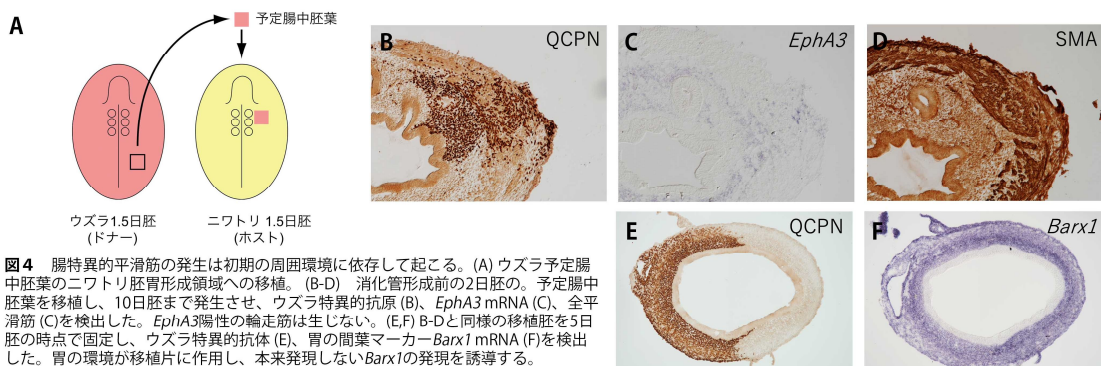 A
予定腸中胚葉
ウズラ1.5日胚
(ドナー)
ニワトリ 1.5日胚
(ホスト)
B
QCPN
C
EphA3
D
SMA
E
QCPN
F
Barx1
図4 腸特異的平滑筋の発生は初期の周囲環境に依存して起こる。(A) ウズラ予定腸
中胚葉のニワトリ胚胃形成領域への移植。 (B-D) 消化管形成前の2日胚の。予定腸中
胚葉を移植し、10日胚まで発生させ、ウズラ特異的抗原 (B)、EphA3 mRNA (C)、全平
滑筋 (C)を検出した。EphA3陽性の輪走筋は生じない。(E,F) B-Dと同様の移植胚を5日
胚の時点で固定し、ウズラ特異的抗体 (E)、胃の間葉マーカーBarx1 mRNA (F)を検出
した。胃の環境が移植片に作用し、本来発現しないBarx1の発現を誘導する。